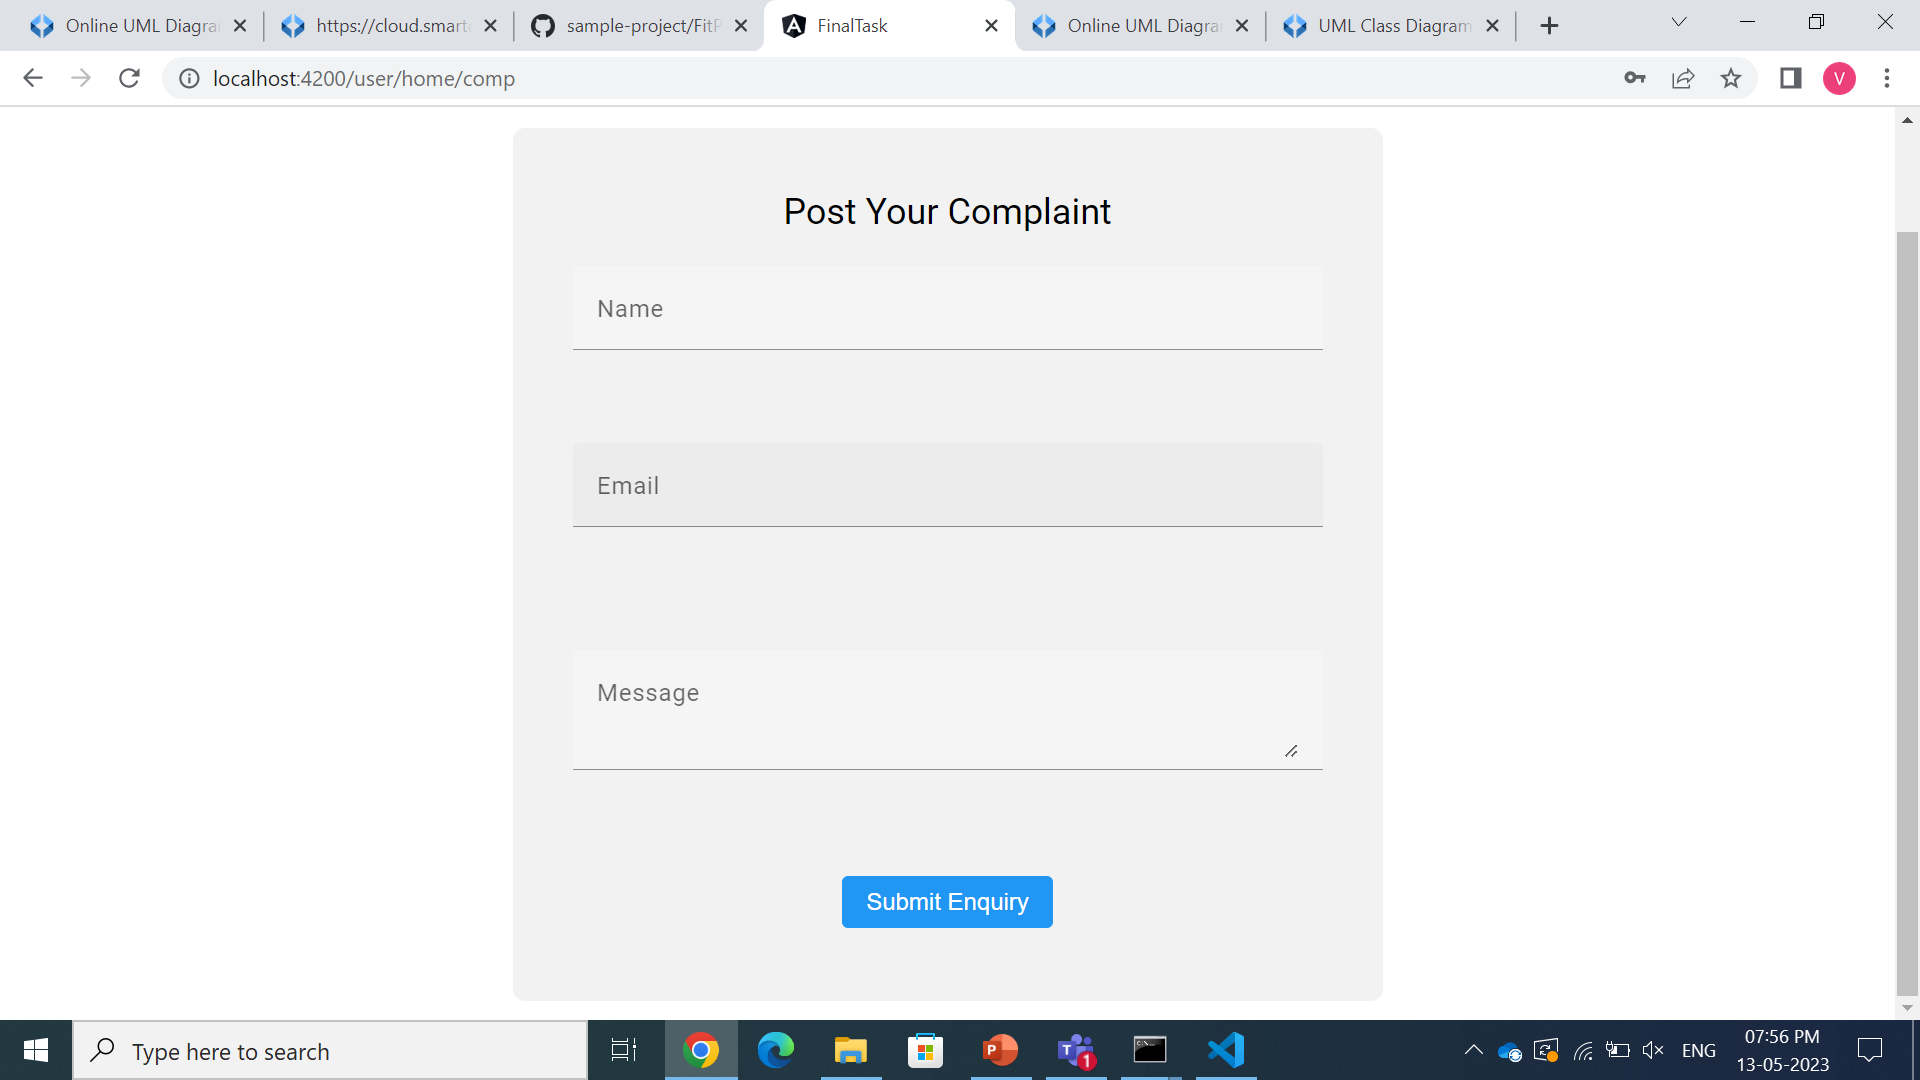 Online UML Diagra
https://cloud.smart
sample-project/FitP
FinalTask
Online UML Diagra
UML Class Diagram
localhost:4200/user/home/comp
V
Post Your Complaint
Name
Email
Message
Submit Enquiry
Type here to search
P
T
1
ENG
07:56 PM
13-05-2023